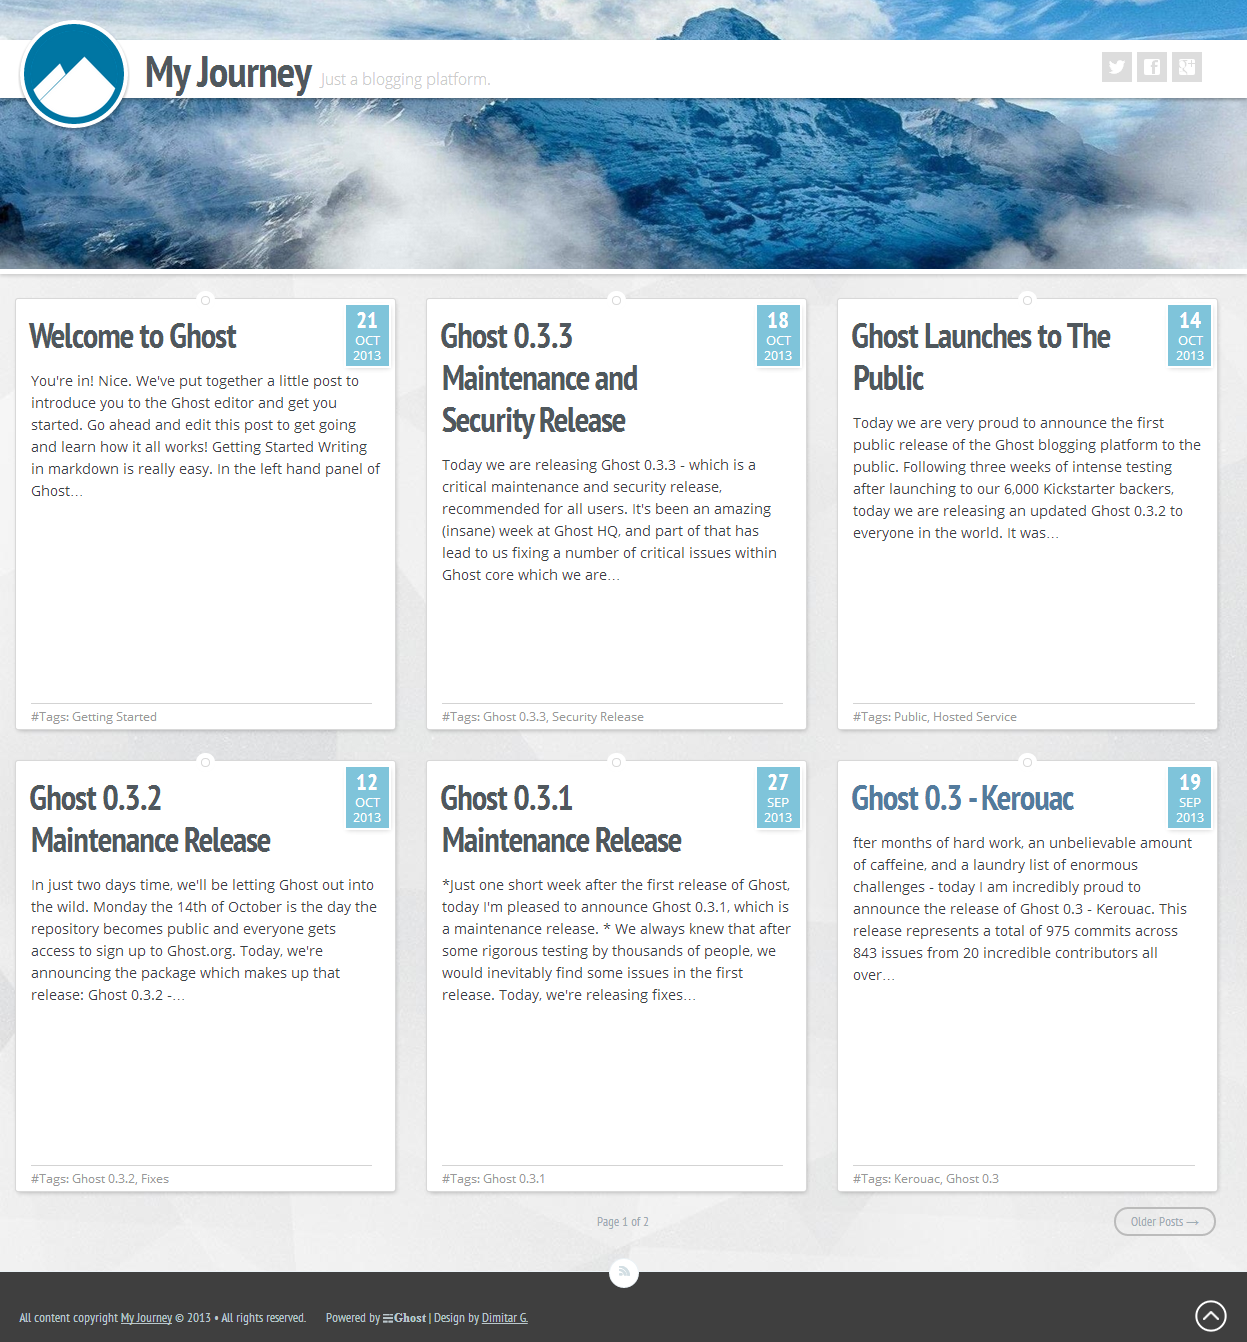 My Journey Just a blogging platform.
Welcome to Ghost
21
OCT
2013
You're in! Nice. We've put together a little post to
introduce you to the Ghost editor and get you
started. Go ahead and edit this post to get going
and learn how it all works! Getting Started Writing
in markdown is really easy. In the left hand panel of
Ghost…
#Tags: Getting Started
Ghost 0.3.3
Maintenance and
Security Release
18
OCT
2013
Today we are releasing Ghost 0.3.3 - which is a
critical maintenance and security release,
recommended for all users. It's been an amazing
(insane) week at Ghost HQ, and part of that has
lead to us fixing a number of critical issues within
Ghost core which we are…
#Tags: Ghost 0.3.3, Security Release
Ghost Launches to The
Public
14
OCT
2013
Today we are very proud to announce the first
public release of the Ghost blogging platform to the
public. Following three weeks of intense testing
after launching to our 6,000 Kickstarter backers,
today we are releasing an updated Ghost 0.3.2 to
everyone in the world. It was…
#Tags: Public, Hosted Service
Ghost 0.3.2
Maintenance Release
12
OCT
2013
In just two days time, we'll be letting Ghost out into
the wild. Monday the 14th of October is the day the
repository becomes public and everyone gets
access to sign up to Ghost.org. Today, we're
announcing the package which makes up that
release: Ghost 0.3.2 -…
#Tags: Ghost 0.3.2, Fixes
Ghost 0.3.1
Maintenance Release
27
SEP
2013
*Just one short week after the first release of Ghost,
today I'm pleased to announce Ghost 0.3.1, which is
a maintenance release. * We always knew that after
some rigorous testing by thousands of people, we
would inevitably find some issues in the first
release. Today, we're releasing fixes…
#Tags: Ghost 0.3.1
Ghost 0.3 - Kerouac
19
SEP
2013
fter months of hard work, an unbelievable amount
of caffeine, and a laundry list of enormous
challenges - today I am incredibly proud to
announce the release of Ghost 0.3 - Kerouac. This
release represents a total of 975 commits across
843 issues from 20 incredible contributors all
over…
#Tags: Kerouac, Ghost 0.3
Page 1 of 2
Older Posts →
All content copyright My Journey © 2013 • All rights reserved. Powered by Ghost | Design by Dimitar G.